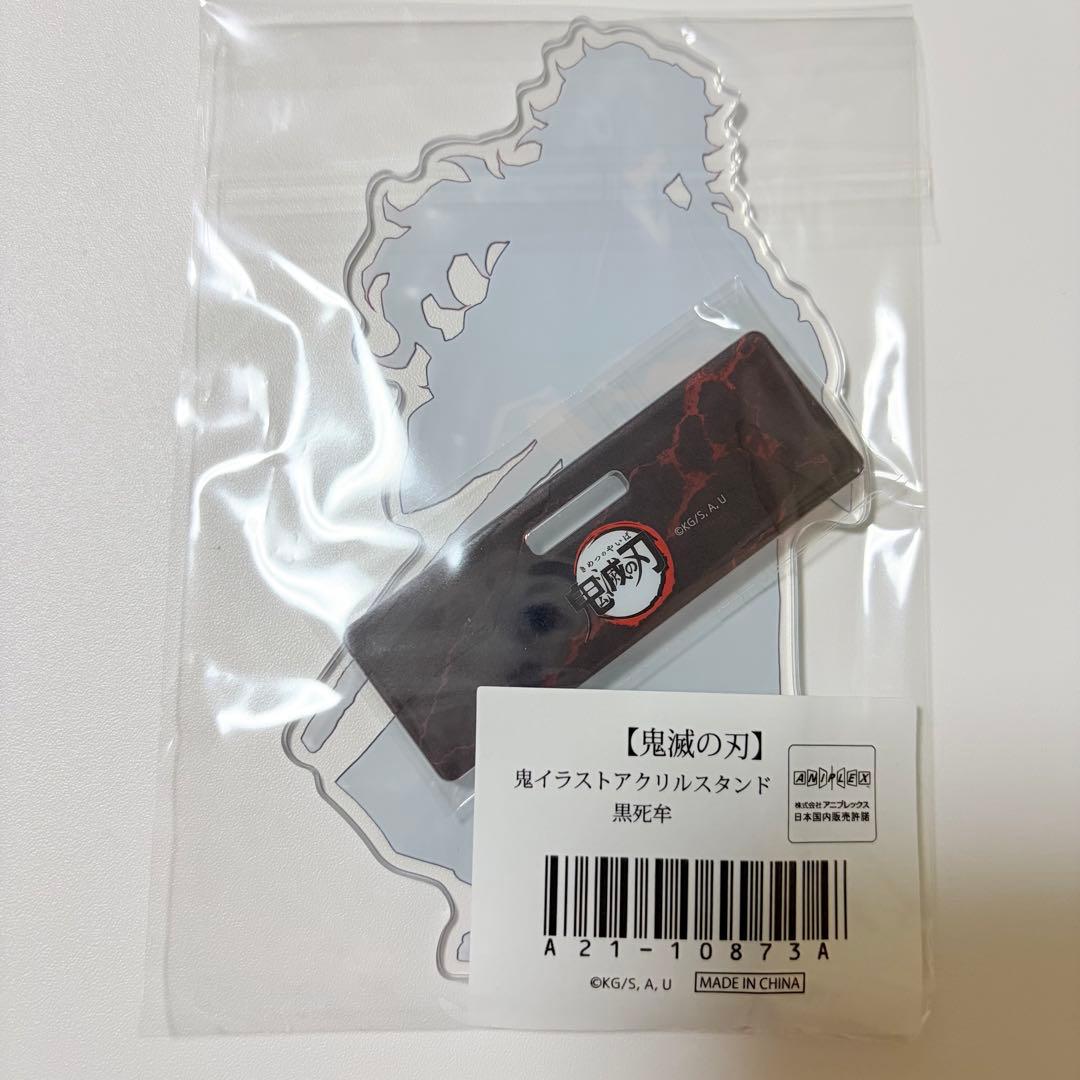 ©KG/S, A, U
きめつのやいば
鬼滅の刃
【鬼滅の刃】
鬼イラストアクリルスタンド
黒死牟
ANIPLEX
株式会社アニプレックス
日本国内販売許諾
A21-10873A
©KG/S, A, U
MADE IN CHINA